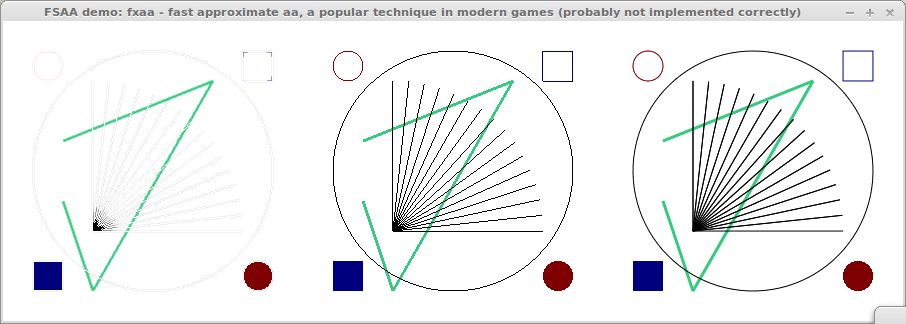 FSAA demo: fxaa - fast approximate aa, a popular technique in modern games (probably not implemented correctly)